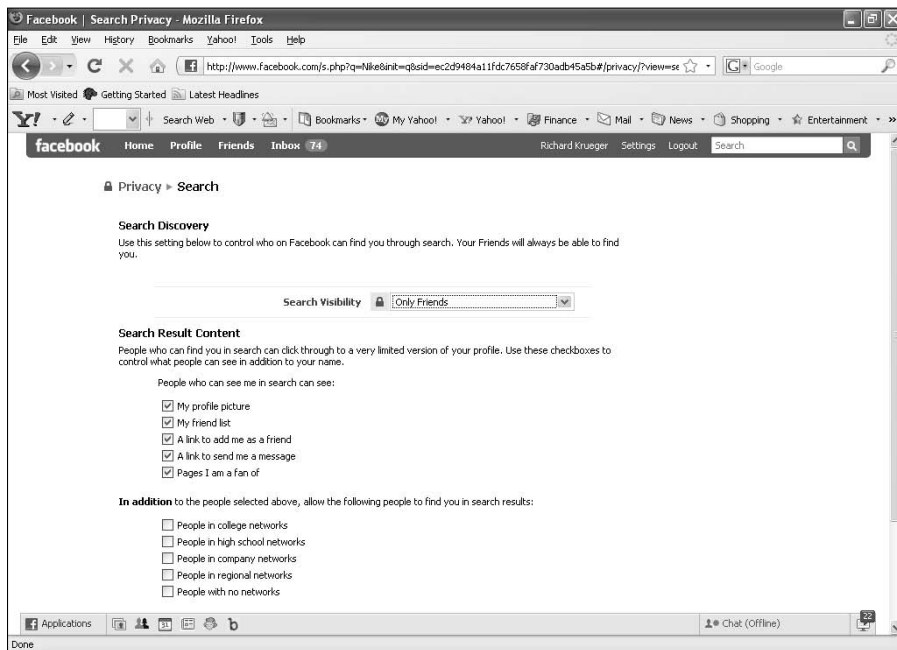 Facebook | Search Privacy - Mozilla Firefox
File Edit View History Bookmarks Yahoo! Tools Help
http://www.facebook.com/s.php?q=Nike&init=q&sid=ec2d9484a11fdc7658faf730adb45a5b#/privacy/?view=se
G Google
Most Visited Getting Started Latest Headlines
Y! Search Web Bookmarks My Yahoo! Y! Yahoo! Finance Mail News Shopping Entertainment »
facebook Home Profile Friends Inbox 74 Richard Krueger Settings Logout Search
Privacy ▸ Search
Search Discovery
Use this setting below to control who on Facebook can find you through search. Your Friends will always be able to find
you.
Search Visibility Only Friends
Search Result Content
People who can find you in search can click through to a very limited version of your profile. Use these checkboxes to
control what people can see in addition to your name.
People who can see me in search can see:
My profile picture
My friend list
A link to add me as a friend
A link to send me a message
Pages I am a fan of
In addition to the people selected above, allow the following people to find you in search results:
People in college networks
People in high school networks
People in company networks
People in regional networks
People with no networks
Applications 31 b Chat (Offline) 22
Done